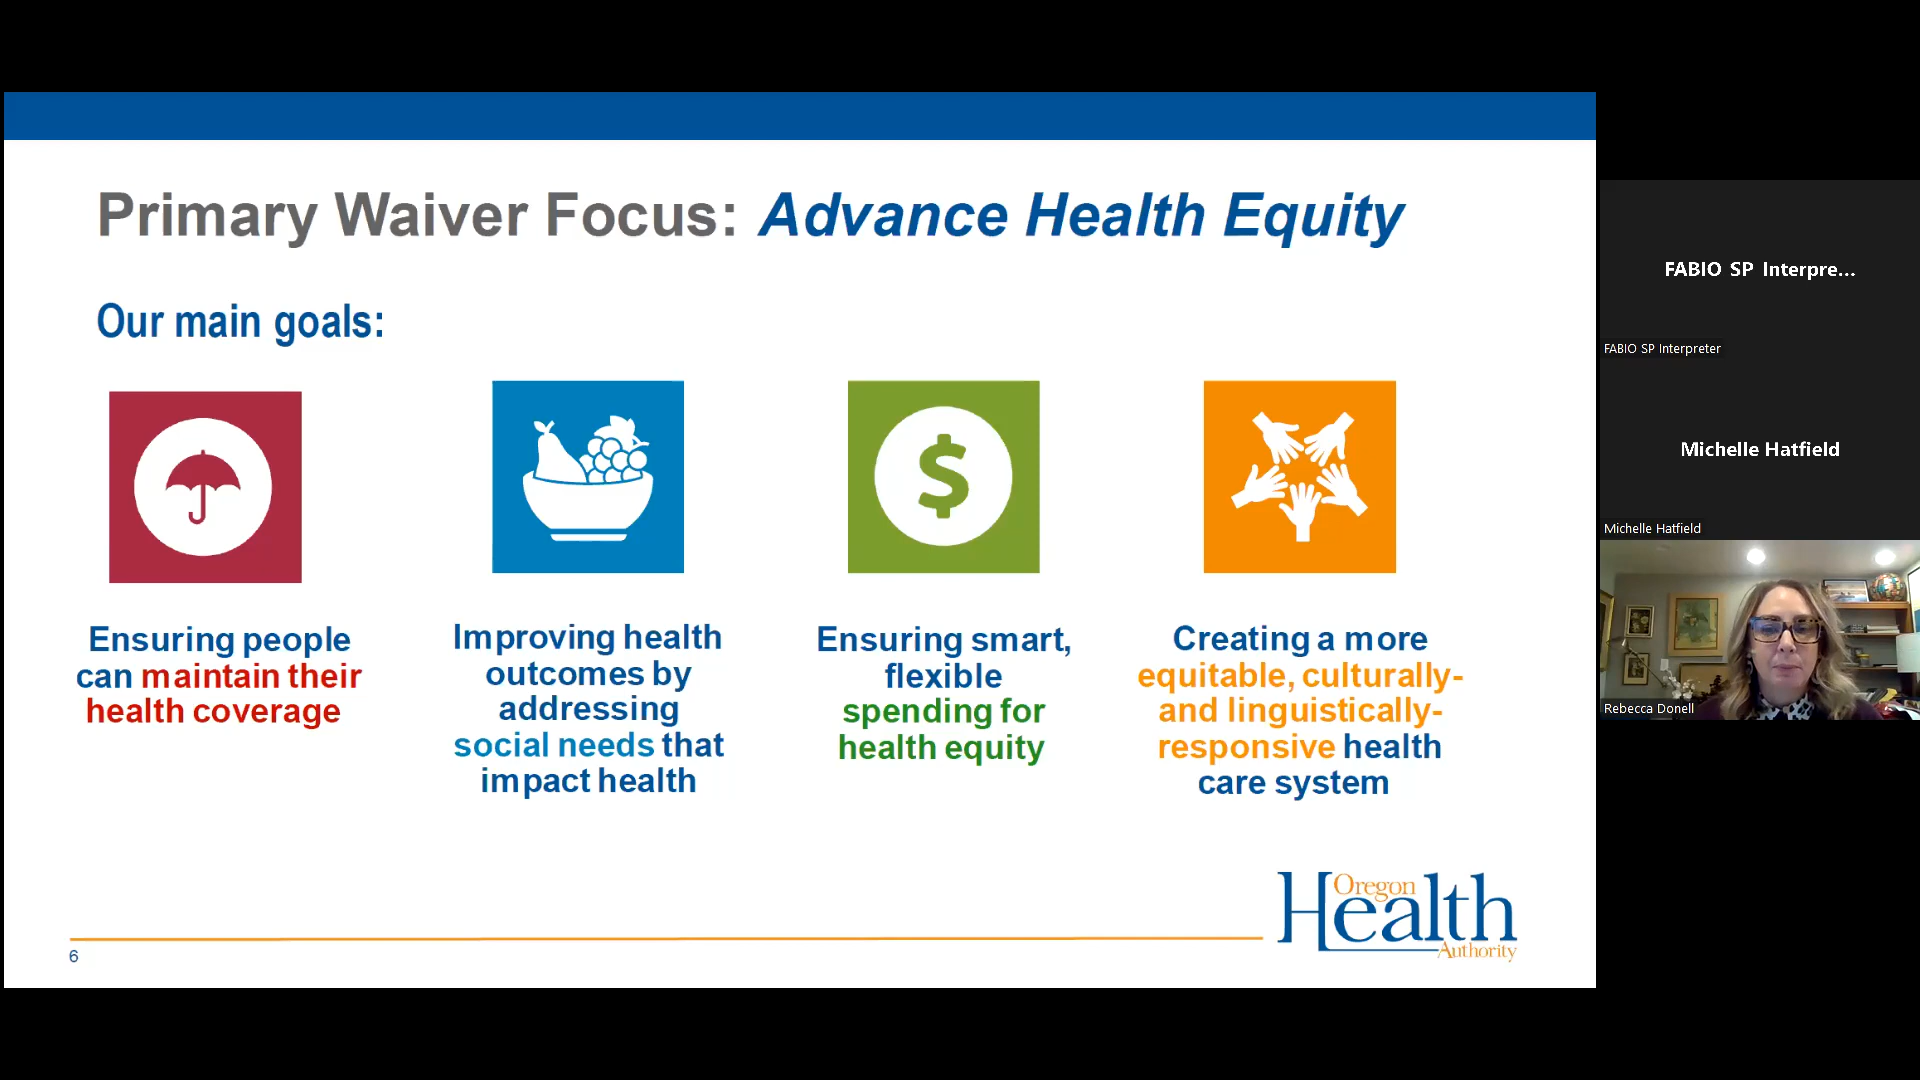 Primary Waiver Focus: Advance Health Equity
Our main goals:
Ensuring people
can maintain their
health coverage
Improving health
outcomes by
addressing
social needs that
impact health
$
Ensuring smart,
flexible
spending for
health equity
Creating a more
equitable, culturally-
and linguistically-
responsive health
care system
6
Oregon
Health
Authority
FABIO SP Interpre...
FABIO SP Interpreter
Michelle Hatfield
Michelle Hatfield
Rebecca Donell